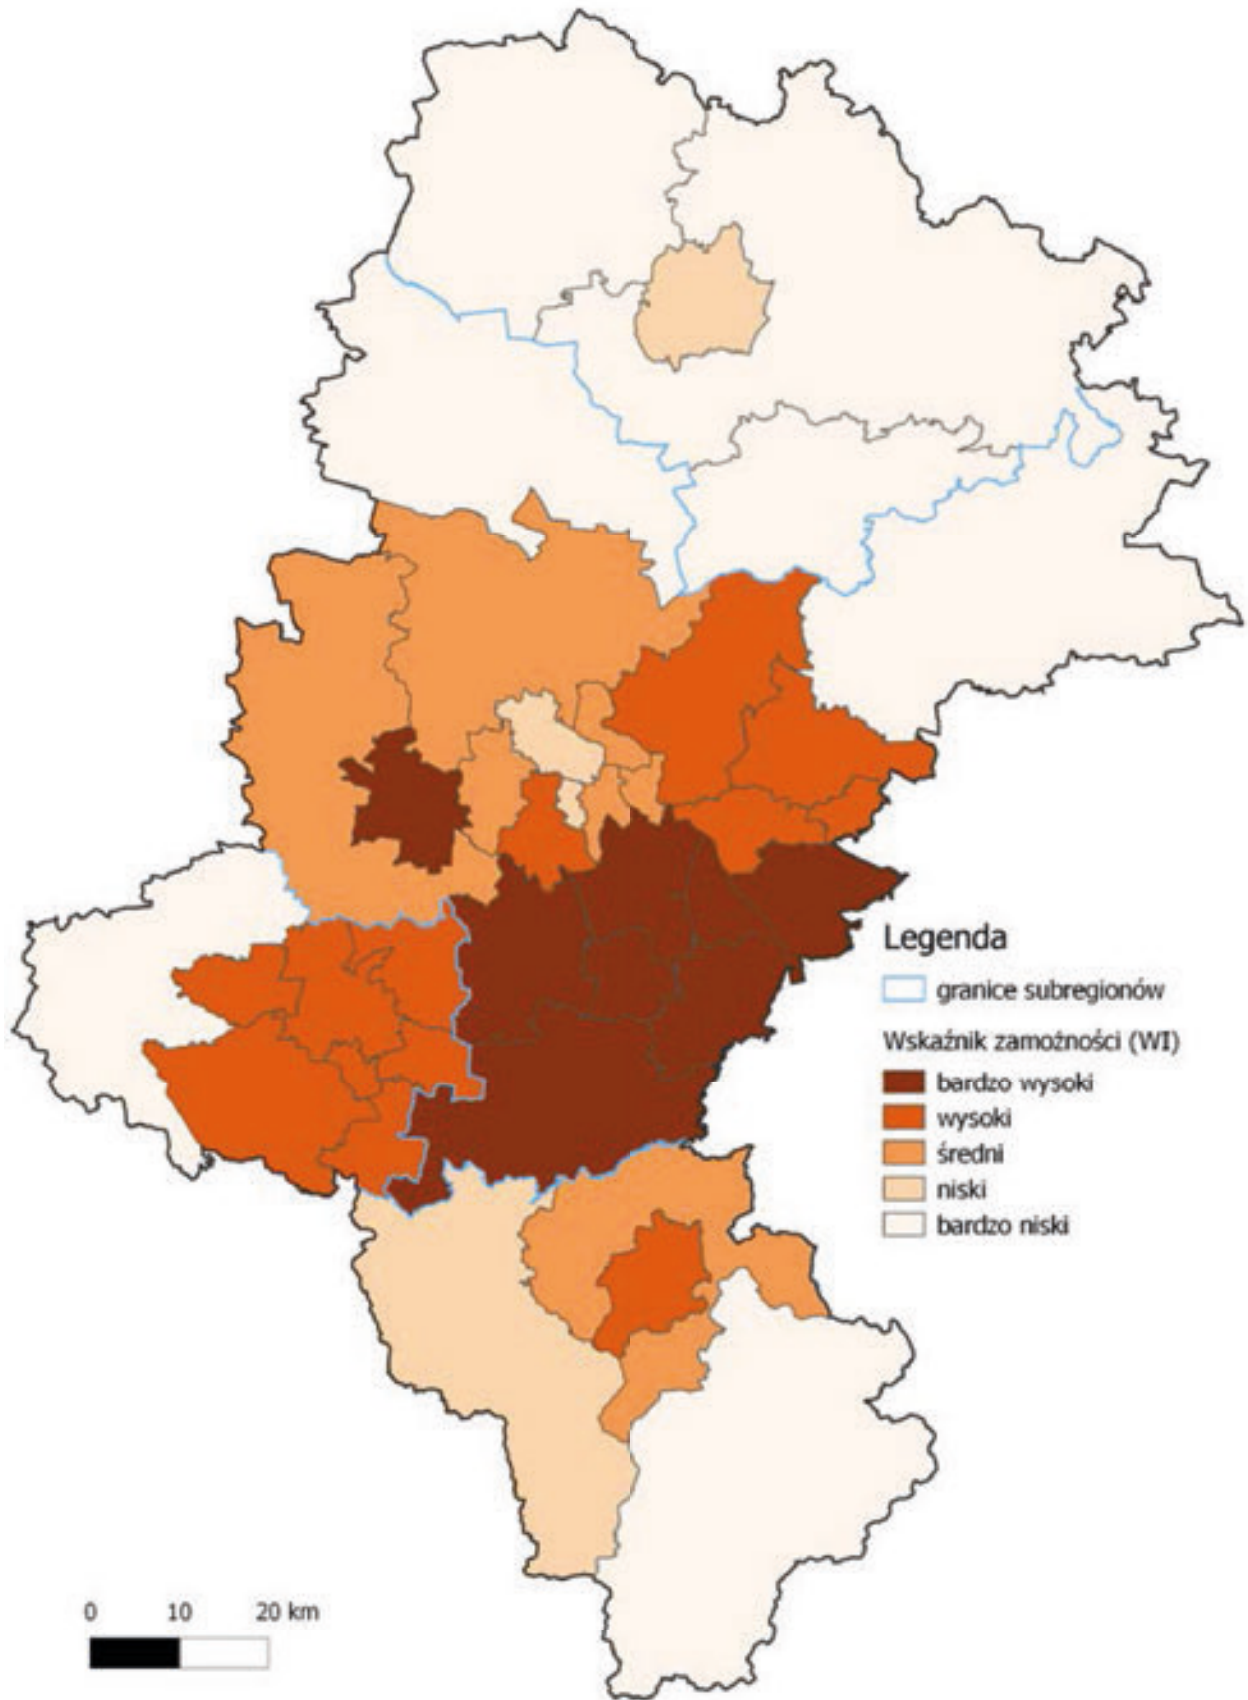 Legenda
granice subregionów
Wskaźnik zamożności (WI)
bardzo wysoki
wysoki
średni
niski
bardzo niski
0 10 20 km